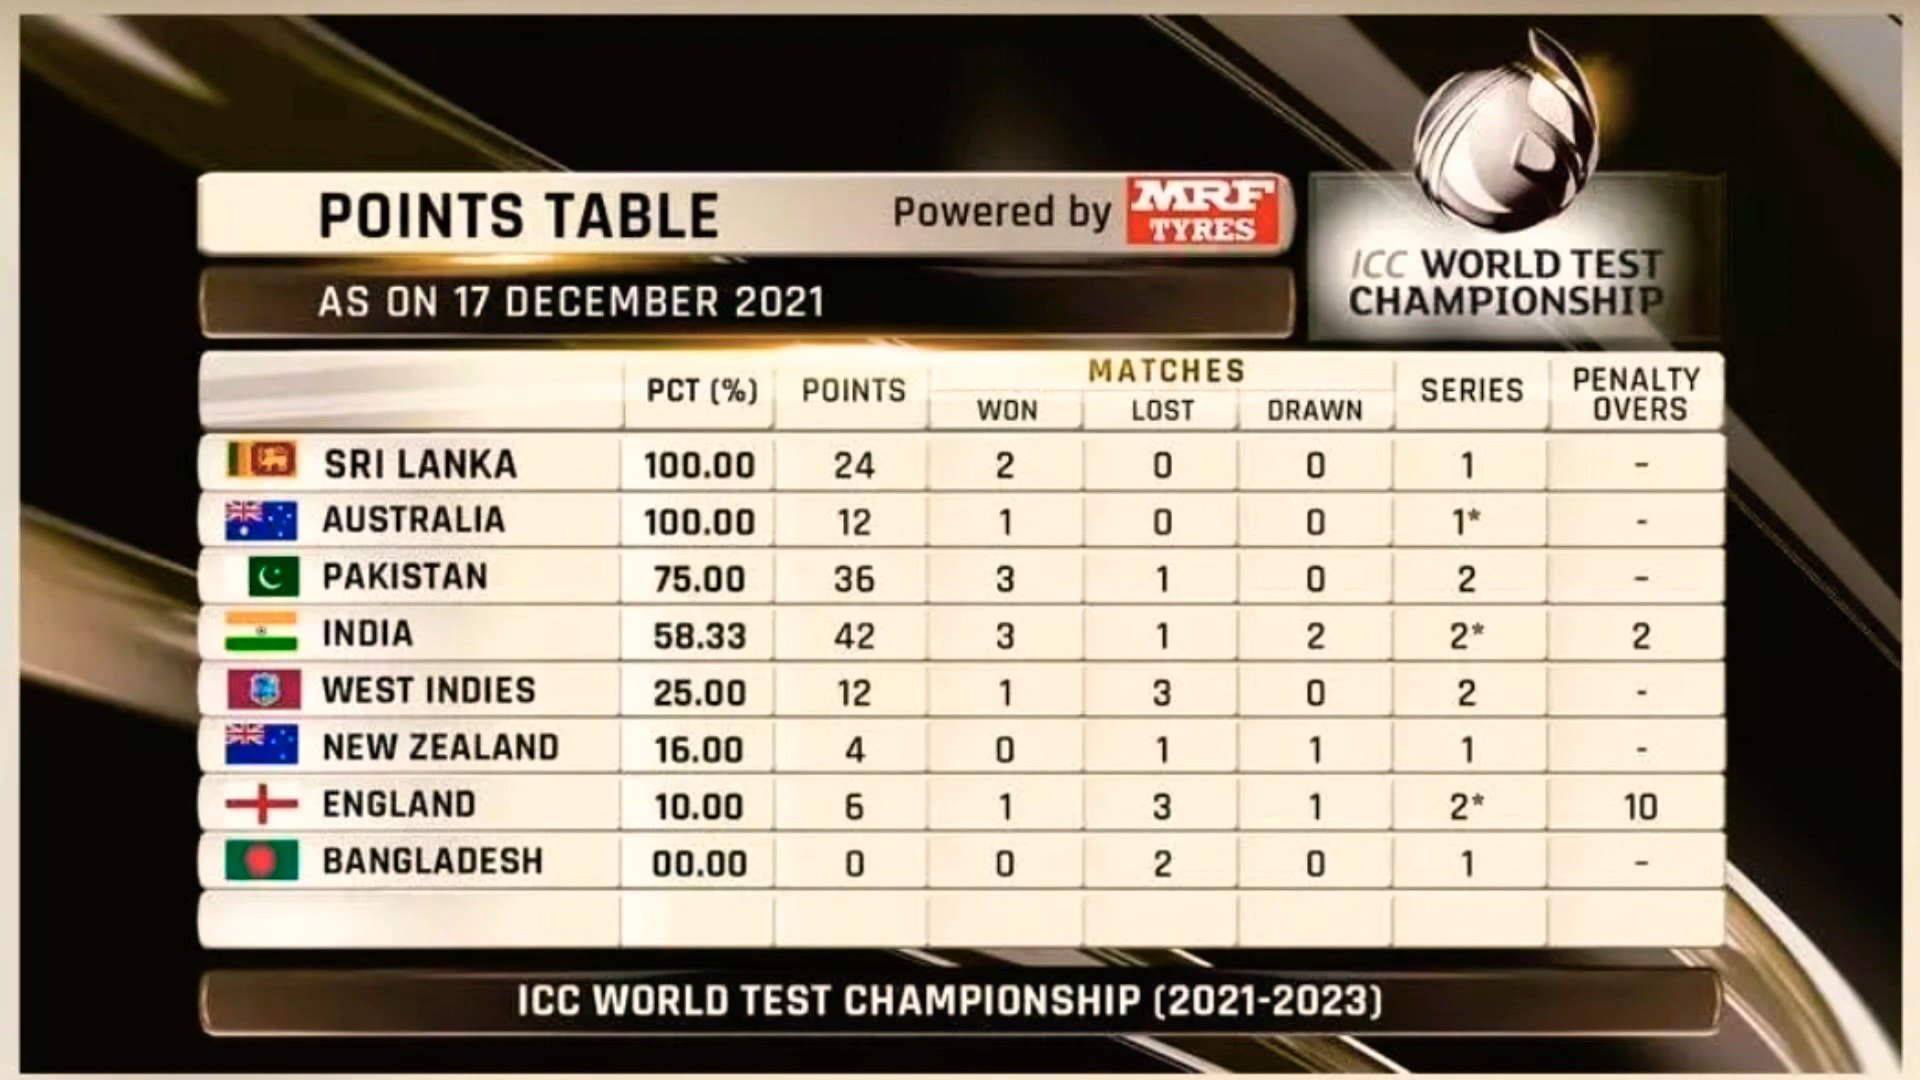 POINTS TABLE Powered by MRF TYRES
ICC WORLD TEST CHAMPIONSHIP
AS ON 17 DECEMBER 2021
PCT (%) POINTS MATCHES WON LOST DRAWN SERIES PENALTY OVERS
SRI LANKA 100.00 24 2 0 0 1 -
AUSTRALIA 100.00 12 1 0 0 1* -
PAKISTAN 75.00 36 3 1 0 2 -
INDIA 58.33 42 3 1 2 2* 2
WEST INDIES 25.00 12 1 3 0 2 -
NEW ZEALAND 16.00 4 0 1 1 1 -
ENGLAND 10.00 6 1 3 1 2* 10
BANGLADESH 00.00 0 0 2 0 1 -
ICC WORLD TEST CHAMPIONSHIP (2021-2023)